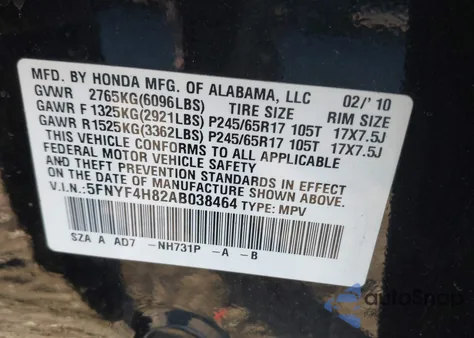 MFD. BY HONDA MFG. OF ALABAMA, LLC 02/'10
GVWR 2765KG(6096LBS) TIRE SIZE RIM SIZE
GAWR F 1325KG(2921LBS) P245/65R17 105T 17X7.5J
GAWR R 1525KG(3362LBS) P245/65R17 105T 17X7.5J
THIS VEHICLE CONFORMS TO ALL APPLICABLE
FEDERAL MOTOR VEHICLE SAFETY
AND THEFT PREVENTION STANDARDS IN EFFECT
ON THE DATE OF MANUFACTURE SHOWN ABOVE.
V.I.N.:5FNYF4H82AB038464 TYPE: MPV
SZA A AD7 -NH731P -A -B
autoSnap